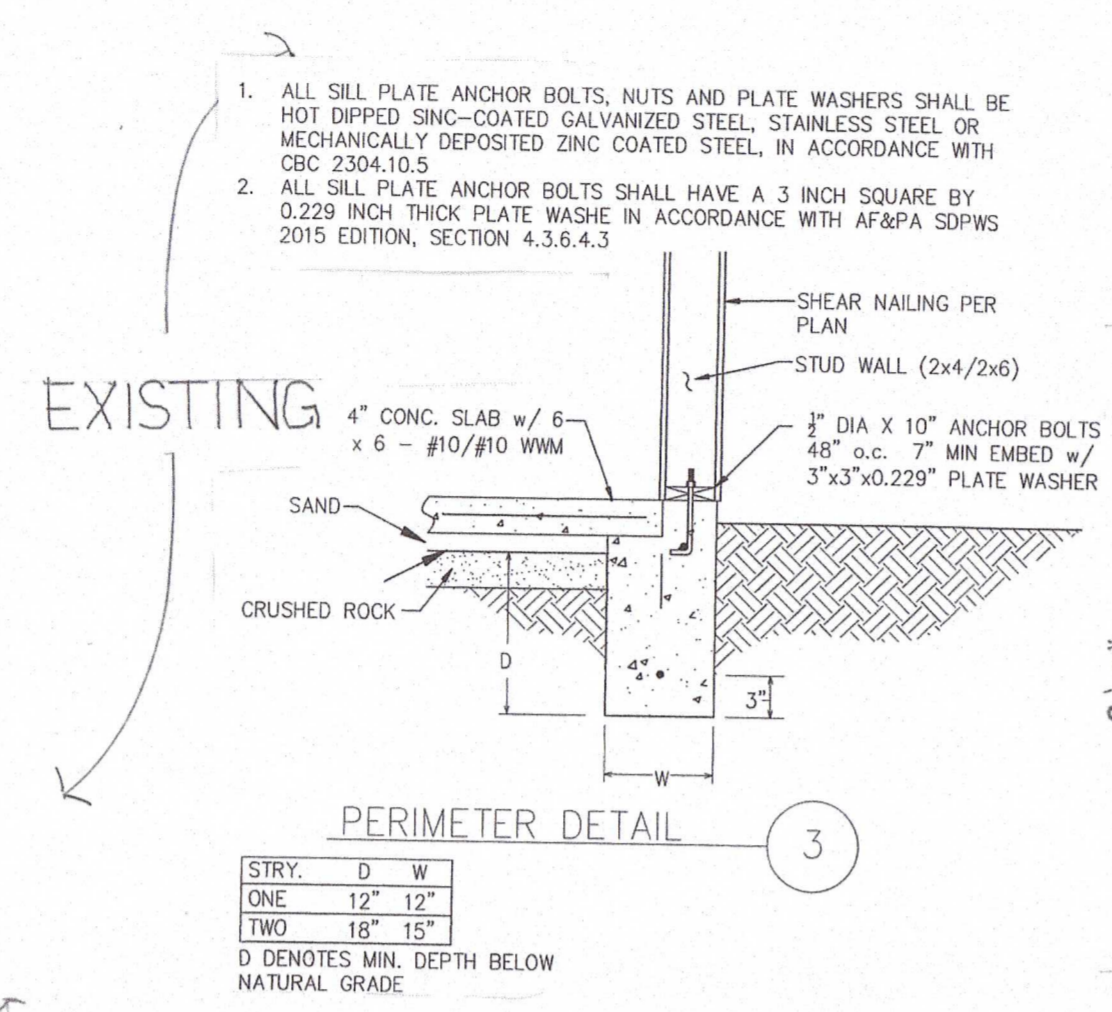 1. ALL SILL PLATE ANCHOR BOLTS, NUTS AND PLATE WASHERS SHALL BE
HOT DIPPED SINC-COATED GALVANIZED STEEL, STAINLESS STEEL OR
MECHANICALLY DEPOSITED ZINC COATED STEEL, IN ACCORDANCE WITH
CBC 2304.10.5
2. ALL SILL PLATE ANCHOR BOLTS SHALL HAVE A 3 INCH SQUARE BY
0.229 INCH THICK PLATE WASHE IN ACCORDANCE WITH AF&PA SDPWS
2015 EDITION, SECTION 4.3.6.4.3
SHEAR NAILING PER
PLAN
STUD WALL (2x4/2x6)
EXISTING
4" CONC. SLAB w/ 6
x 6 - #10/#10 WWM
½" DIA X 10" ANCHOR BOLTS
48" o.c. 7" MIN EMBED w/
3"x3"x0.229" PLATE WASHER
SAND
CRUSHED ROCK
D
3"
W
PERIMETER DETAIL
3
STRY. D W
ONE 12" 12"
TWO 18" 15"
D DENOTES MIN. DEPTH BELOW
NATURAL GRADE